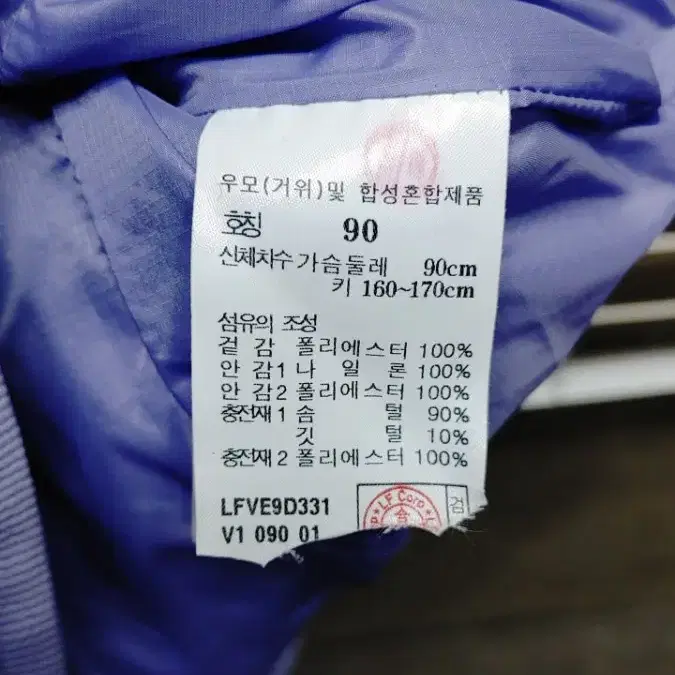 우모(거위)및 합성혼합제품
호칭 90
신체치수 가슴둘레 90cm
키 160~170cm
섬유의 조성
겉감 폴리에스터 100%
안감1 나일론 100%
안감2 폴리에스터 100%
충전재1 솜털 90%
깃털 10%
충전재2 폴리에스터 100%
LFVE9D331
V1 090 01
LF Corp
합
검